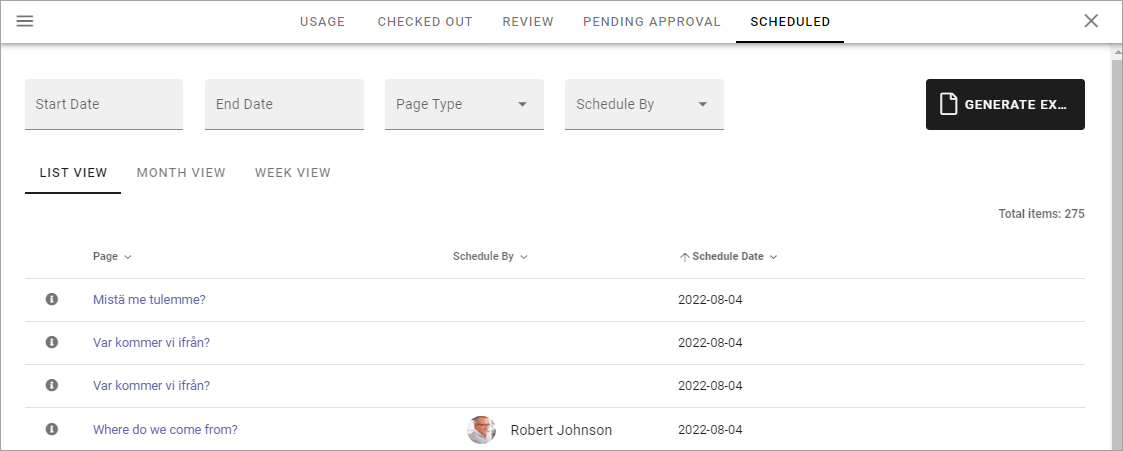 USAGE CHECKED OUT REVIEW PENDING APPROVAL SCHEDULED
Start Date End Date Page Type Schedule By GENERATE EX...
LIST VIEW MONTH VIEW WEEK VIEW
Total items: 275
Page Schedule By Schedule Date
Mistä me tulemme? 2022-08-04
Var kommer vi ifrån? 2022-08-04
Var kommer vi ifrån? 2022-08-04
Where do we come from? Robert Johnson 2022-08-04